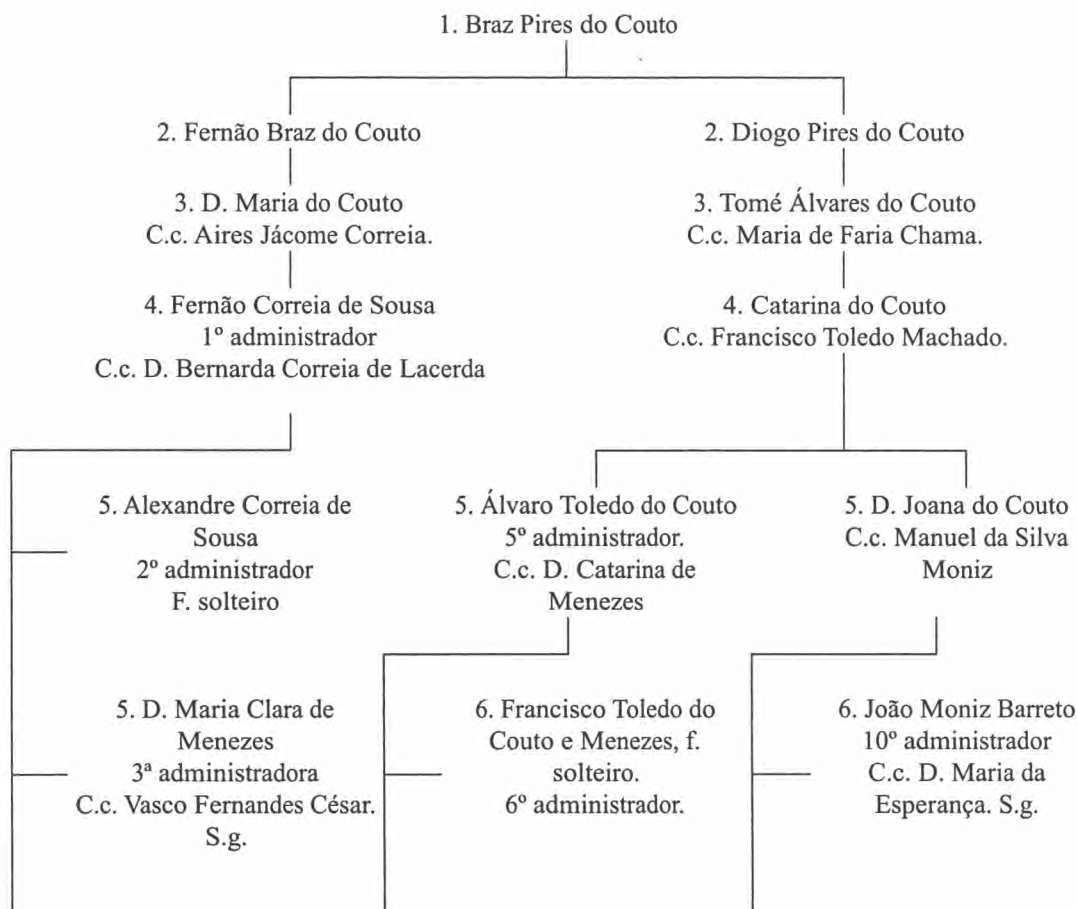 1. Braz Pires do Couto
2. Fernão Braz do Couto
2. Diogo Pires do Couto
3. D. Maria do Couto
C.c. Aires Jácome Correia.
3. Tomé Álvares do Couto
C.c. Maria de Faria Chama.
4. Fernão Correia de Sousa
1º administrador
C.c. D. Bernarda Correia de Lacerda
4. Catarina do Couto
C.c. Francisco Toledo Machado.
5. Alexandre Correia de
Sousa
2º administrador
F. solteiro
5. Álvaro Toledo do Couto
5º administrador.
C.c. D. Catarina de
Menezes
5. D. Joana do Couto
C.c. Manuel da Silva
Moniz
5. D. Maria Clara de
Menezes
3ª administradora
C.c. Vasco Fernandes César.
S.g.
6. Francisco Toledo do
Couto e Menezes, f.
solteiro.
6º administrador.
6. João Moniz Barreto
10º administrador
C.c. D. Maria da
Esperança. S.g.